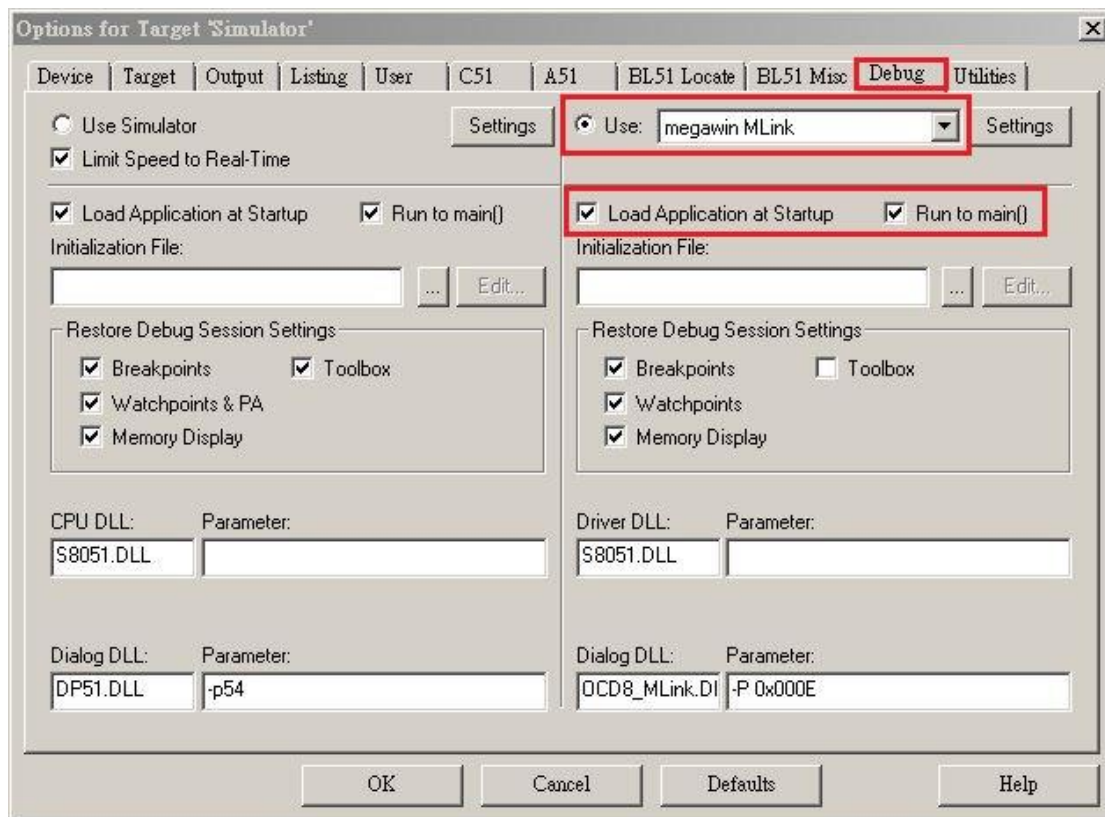 Options for Target 'Simulator'
Device Target Output Listing User C51 A51 BL51 Locate BL51 Misc Debug Utilities
Use Simulator Settings Use: megawin MLink Settings
Limit Speed to Real-Time
Load Application at Startup Run to main() Load Application at Startup Run to main()
Initialization File: Initialization File:
... Edit... ... Edit...
Restore Debug Session Settings Restore Debug Session Settings
Breakpoints Toolbox Breakpoints Toolbox
Watchpoints & PA Watchpoints
Memory Display Memory Display
CPU DLL: Parameter: Driver DLL: Parameter:
S8051.DLL S8051.DLL
Dialog DLL: Parameter: Dialog DLL: Parameter:
DP51.DLL -p54 OCD8_MLink.Dl -P 0x000E
OK Cancel Defaults Help